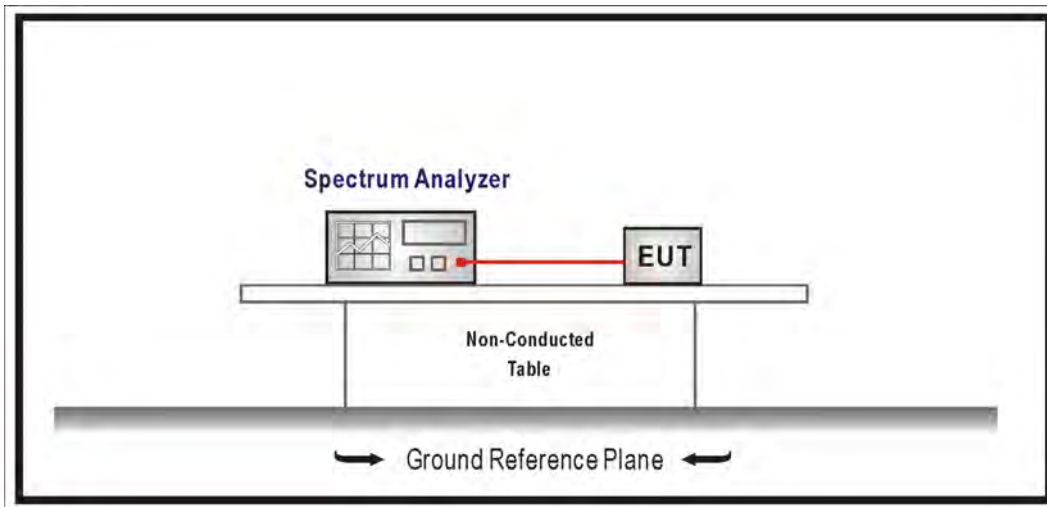 Spectrum Analyzer
EUT
Non-Conducted
Table
Ground Reference Plane